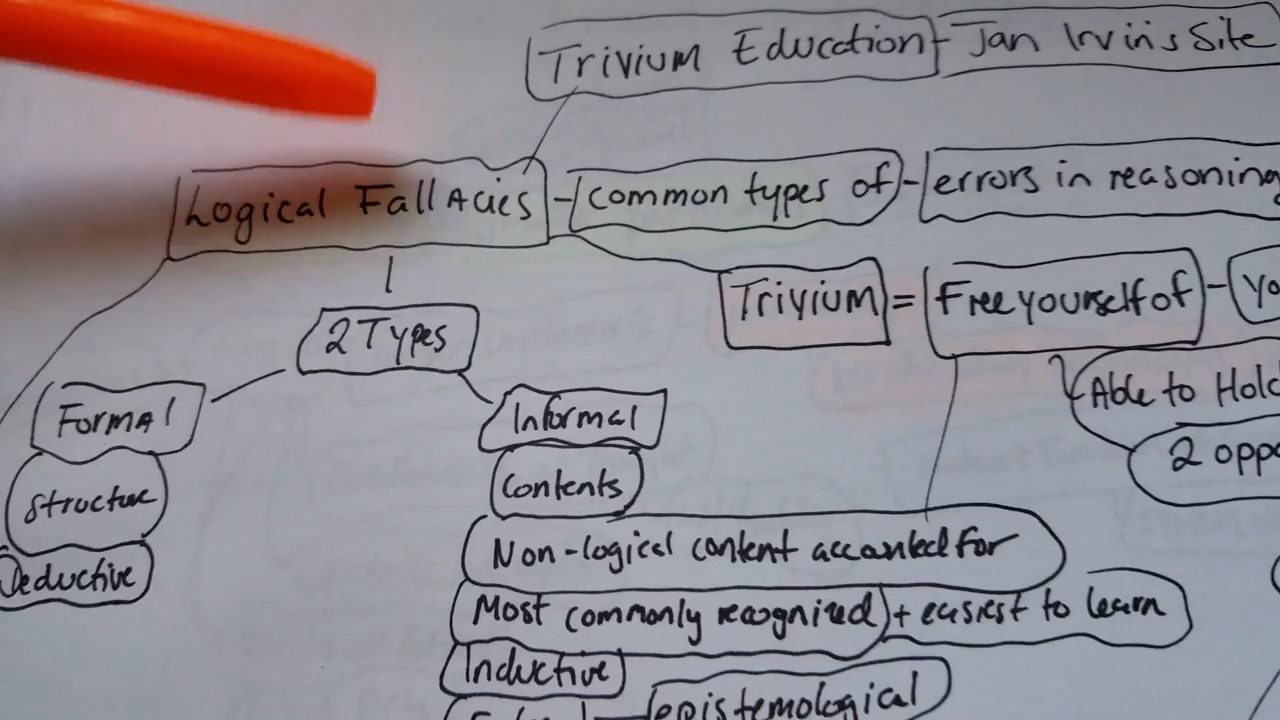 Trivium Education - Jan Irvin's Site
Logical Fallacies - common types of - errors in reasoning
Trivium = Free yourself of - Yo
2 Types
Able to Hold
Formal
Informal
2 oppo
Structure
Contents
Non-logical content accounted for
Deductive
Most commonly recognized + easiest to learn
Inductive
epistemological